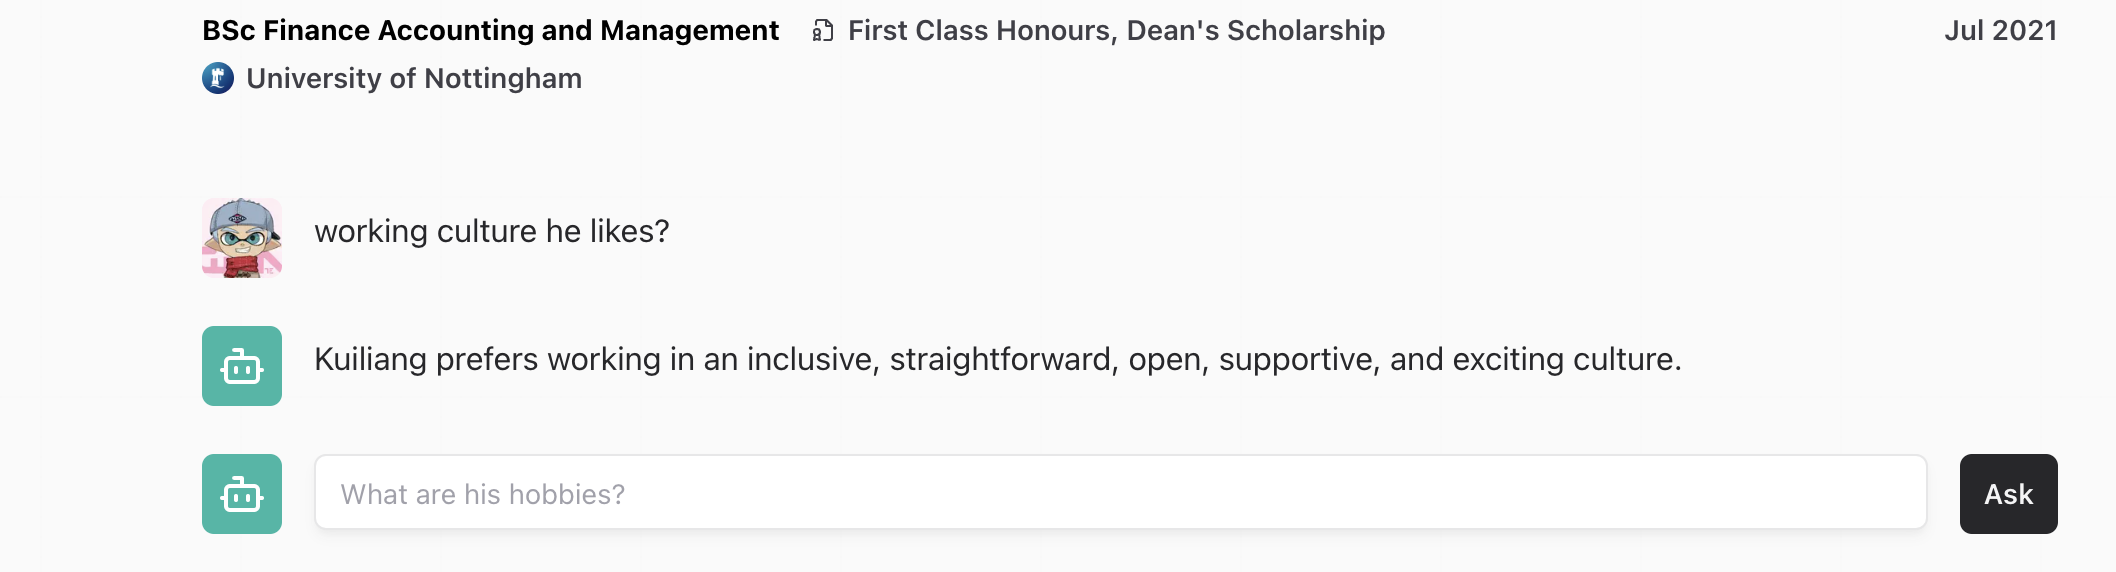 BSc Finance Accounting and Management First Class Honours, Dean's Scholarship Jul 2021
University of Nottingham
working culture he likes?
Kuiliang prefers working in an inclusive, straightforward, open, supportive, and exciting culture.
What are his hobbies? Ask